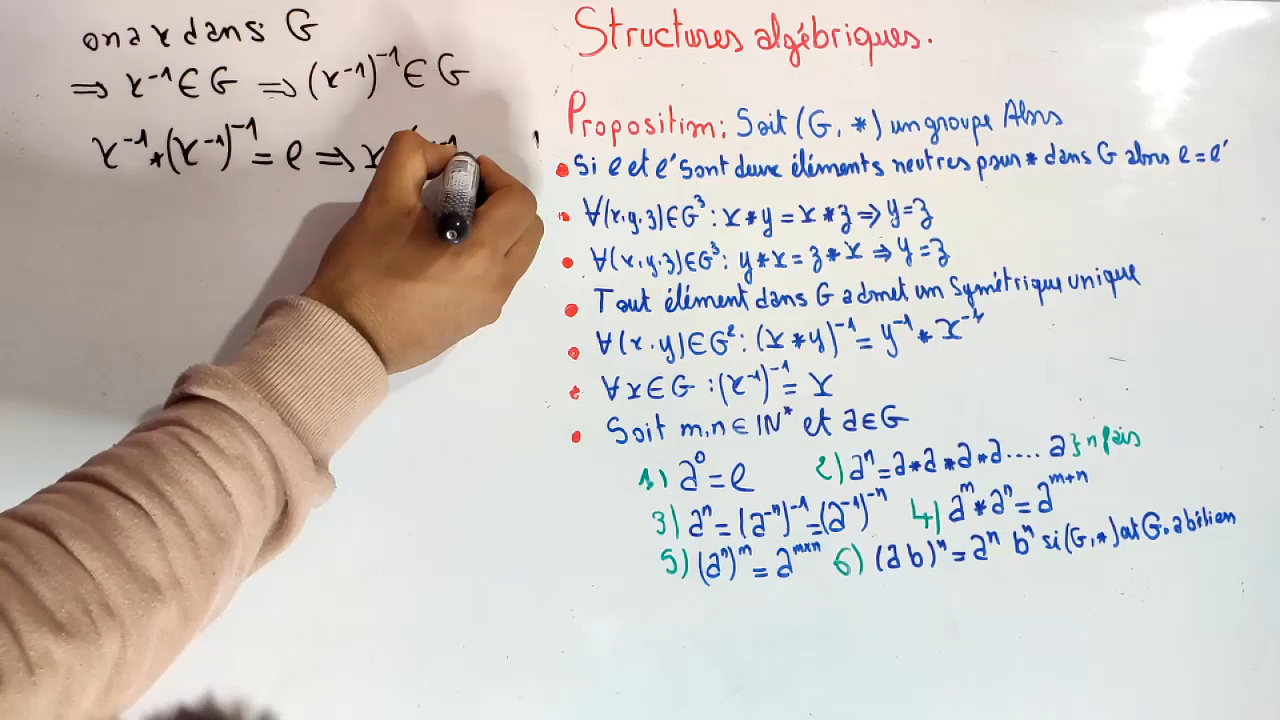 on a x dans G
⇒ x⁻¹ ∈ G ⇒ (x⁻¹)⁻¹ ∈ G
x⁻¹ * (x⁻¹)⁻¹ = e ⇒ x
Structures algébriques.
Proposition : Soit (G, *) un groupe Alors
• Si e et e' sont deux éléments neutres pour * dans G alors e = e'
• ∀(x,y,z) ∈ G³ : x * y = x * z ⇒ y = z
• ∀(x,y,z) ∈ G³ : y * x = z * x ⇒ y = z
• Tout élément dans G admet un Symétrique unique
• ∀(x,y) ∈ G² : (x * y)⁻¹ = y⁻¹ * x⁻¹
• ∀x ∈ G : (x⁻¹)⁻¹ = x
• Soit m,n ∈ IN* et a ∈ G
1) a⁰ = e 2) aⁿ = a * a * a * a .... a } n fois
3) aⁿ = (a⁻ⁿ)⁻¹ = (a⁻¹)⁻ⁿ 4) aᵐ * aⁿ = aᵐ⁺ⁿ
5) (aⁿ)ᵐ = aᵐˣⁿ 6) (ab)ⁿ = aⁿ bⁿ si (G, *) et G. abélien